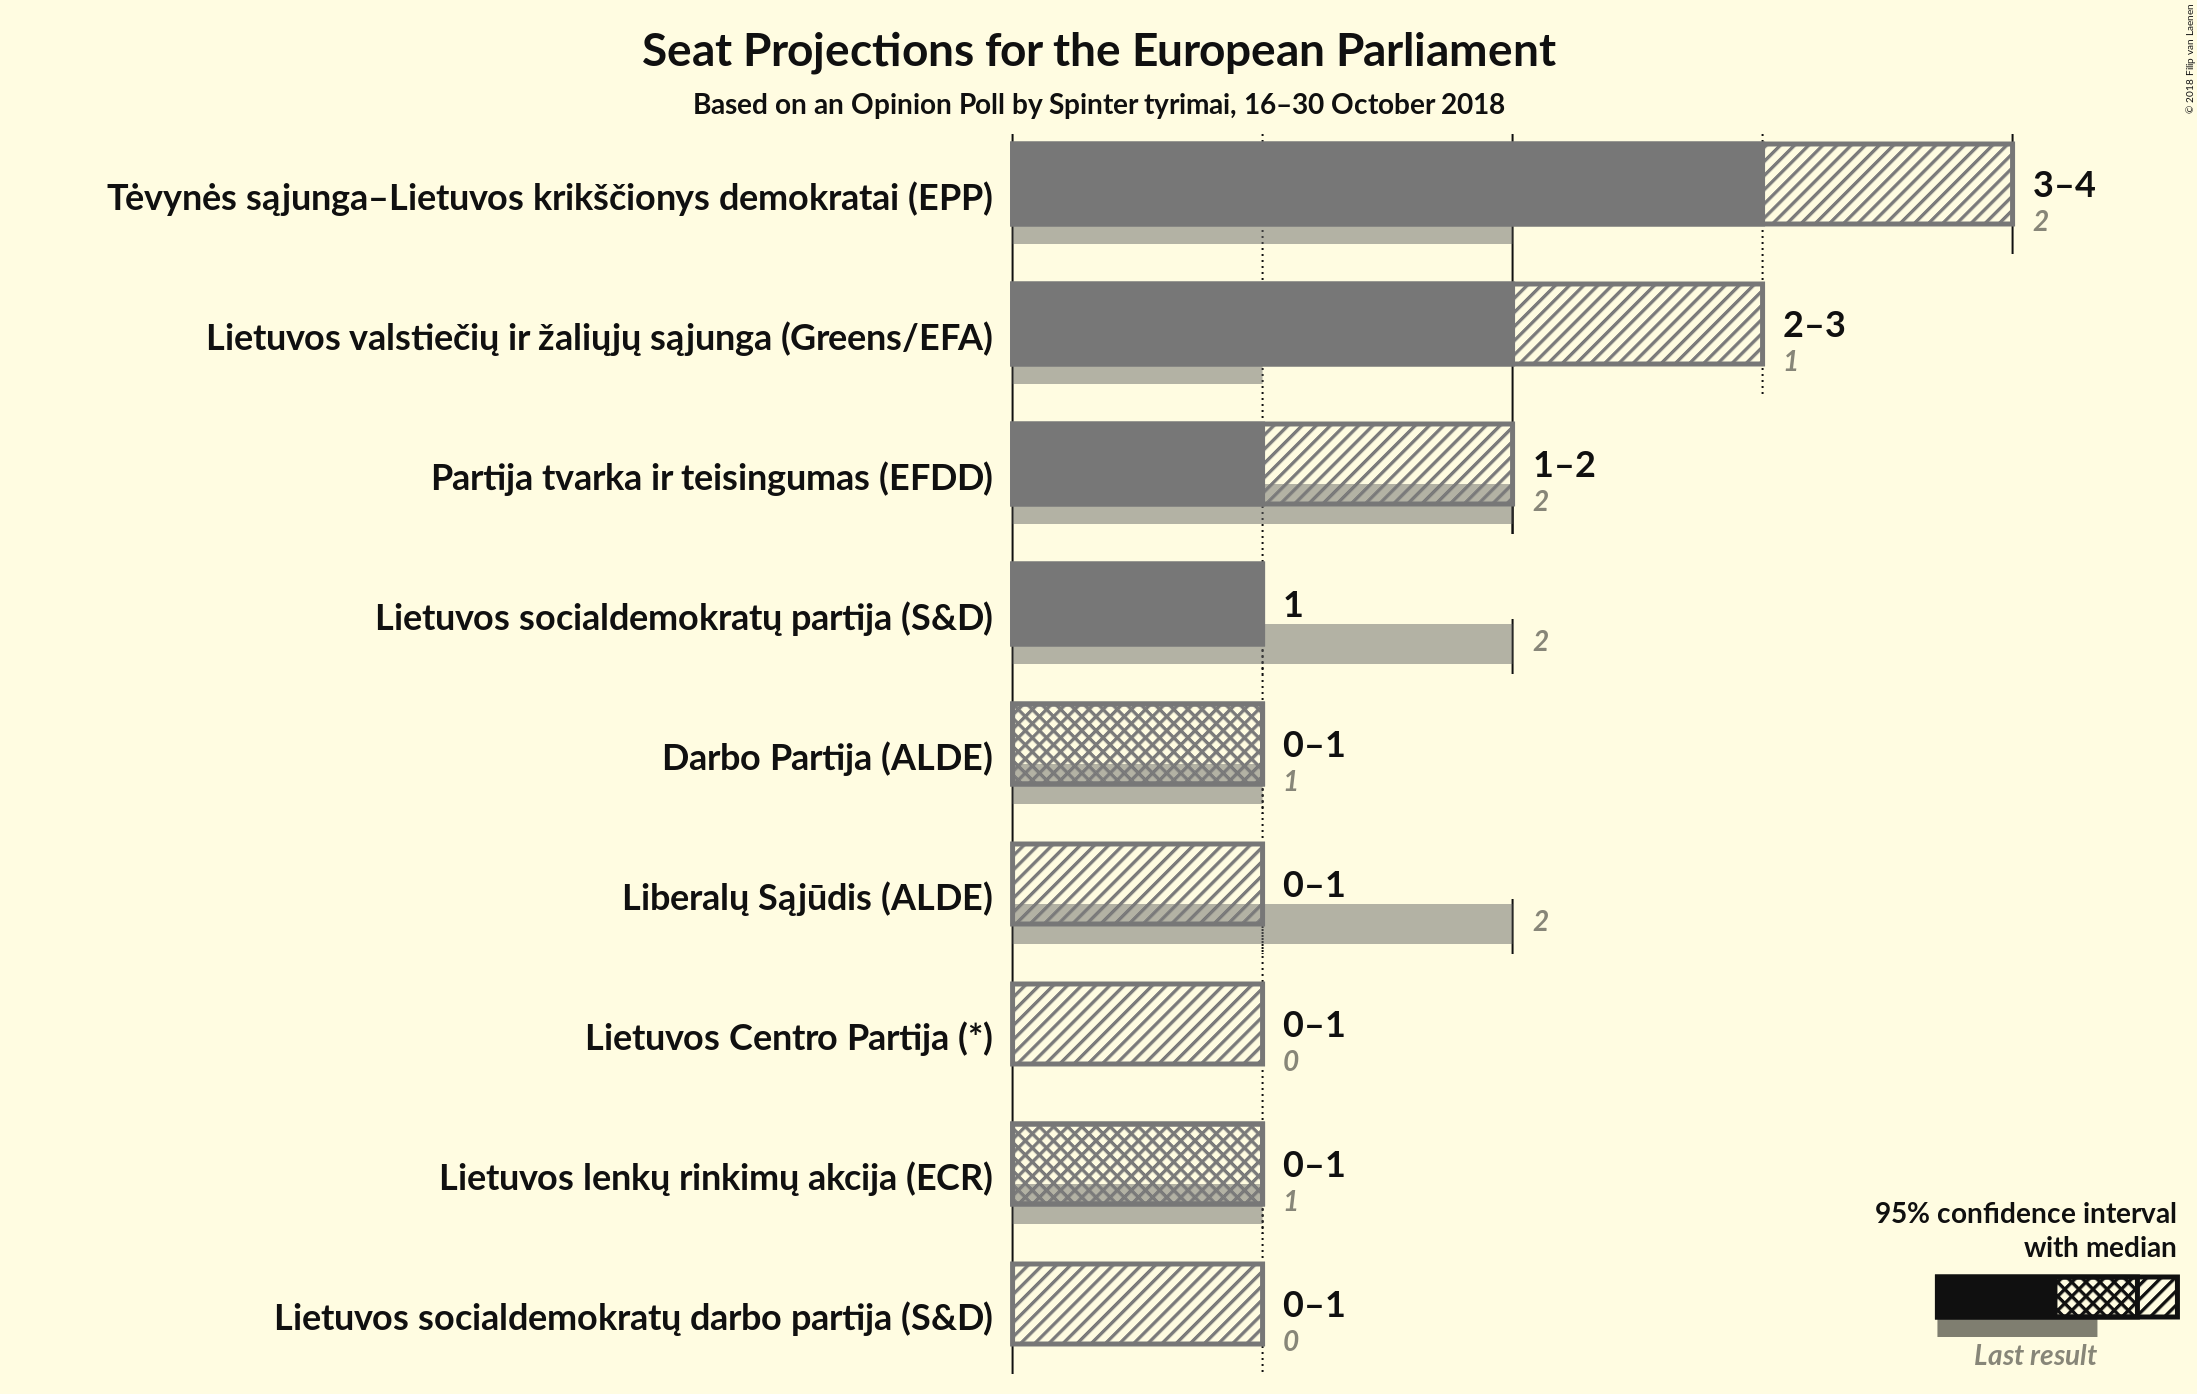 Seat Projections for the European Parliament
Based on an Opinion Poll by Spinter tyrimai, 16–30 October 2018
© 2018 Filip van Laenen
Tėvynės sąjunga–Lietuvos krikščionys demokratai (EPP)
3–4
2
Lietuvos valstiečių ir žaliųjų sąjunga (Greens/EFA)
2–3
1
Partija tvarka ir teisingumas (EFDD)
1–2
2
Lietuvos socialdemokratų partija (S&D)
1
2
Darbo Partija (ALDE)
0–1
1
Liberalų Sąjūdis (ALDE)
0–1
2
Lietuvos Centro Partija (*)
0–1
0
Lietuvos lenkų rinkimų akcija (ECR)
0–1
1
Lietuvos socialdemokratų darbo partija (S&D)
0–1
0
95% confidence interval
with median
Last result